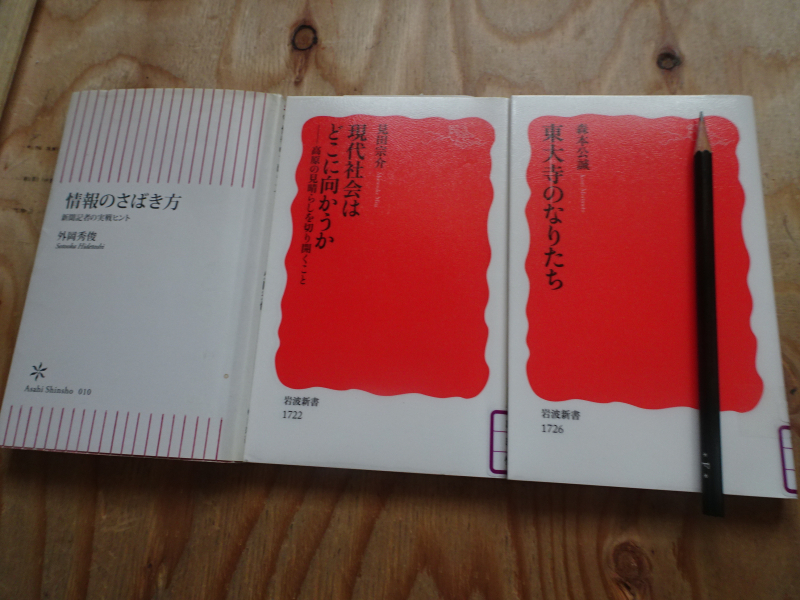 情報のさばき方
新聞記者の実戦ヒント
外岡秀俊
Sotooka Hidetoshi
Asahi Shinsho 010
見田宗介
Munesuke Mita
現代社会は
どこに向かうか
——高原の見晴らしを切り開くこと
岩波新書
1722
森本公誠
Kosei Morimoto
東大寺のなりたち
岩波新書
1726